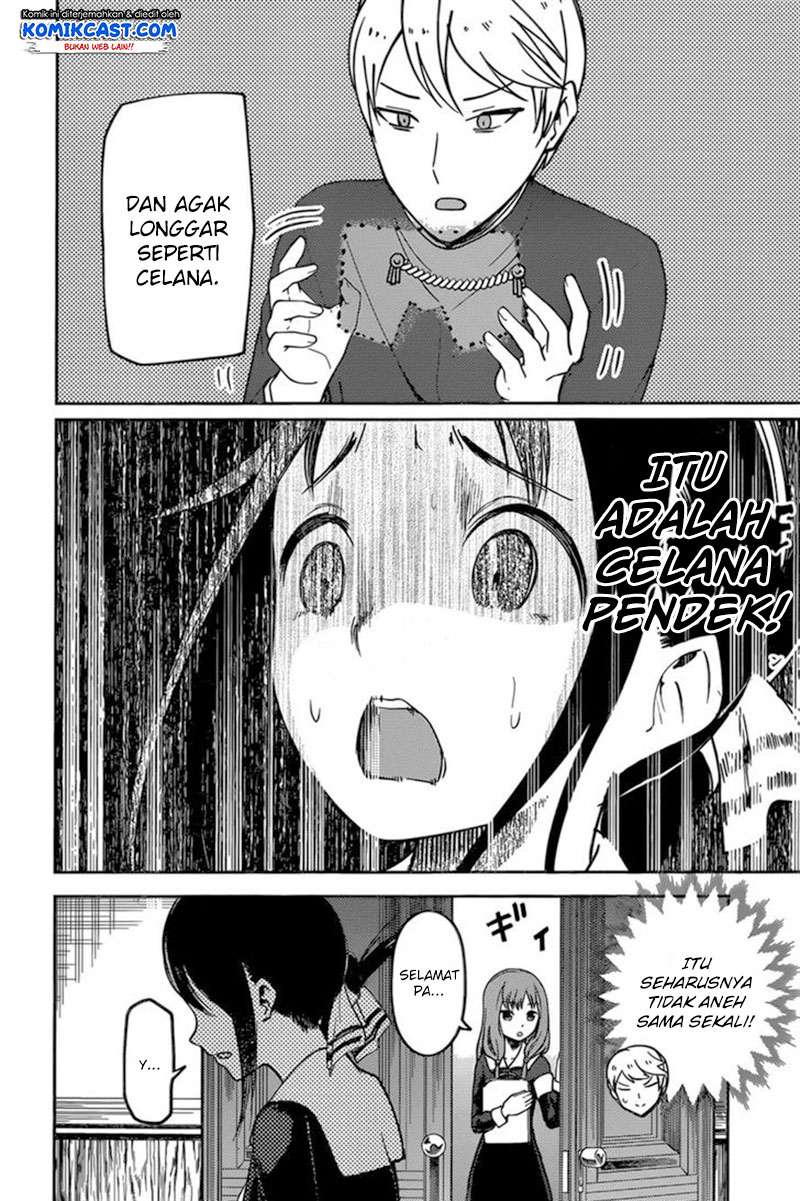 Komik ini diterjemahkan & diedit oleh
KOMIKCAST.COM
BUKAN WEB LAIN!!
DAN AGAK
LONGGAR
SEPERTI
CELANA.
ITU
ADALAH
CELANA
PENDEK!
ギィ
SELAMAT
PA...
ITU
SEHARUSNYA
TIDAK ANEH
SAMA SEKALI!
Y...